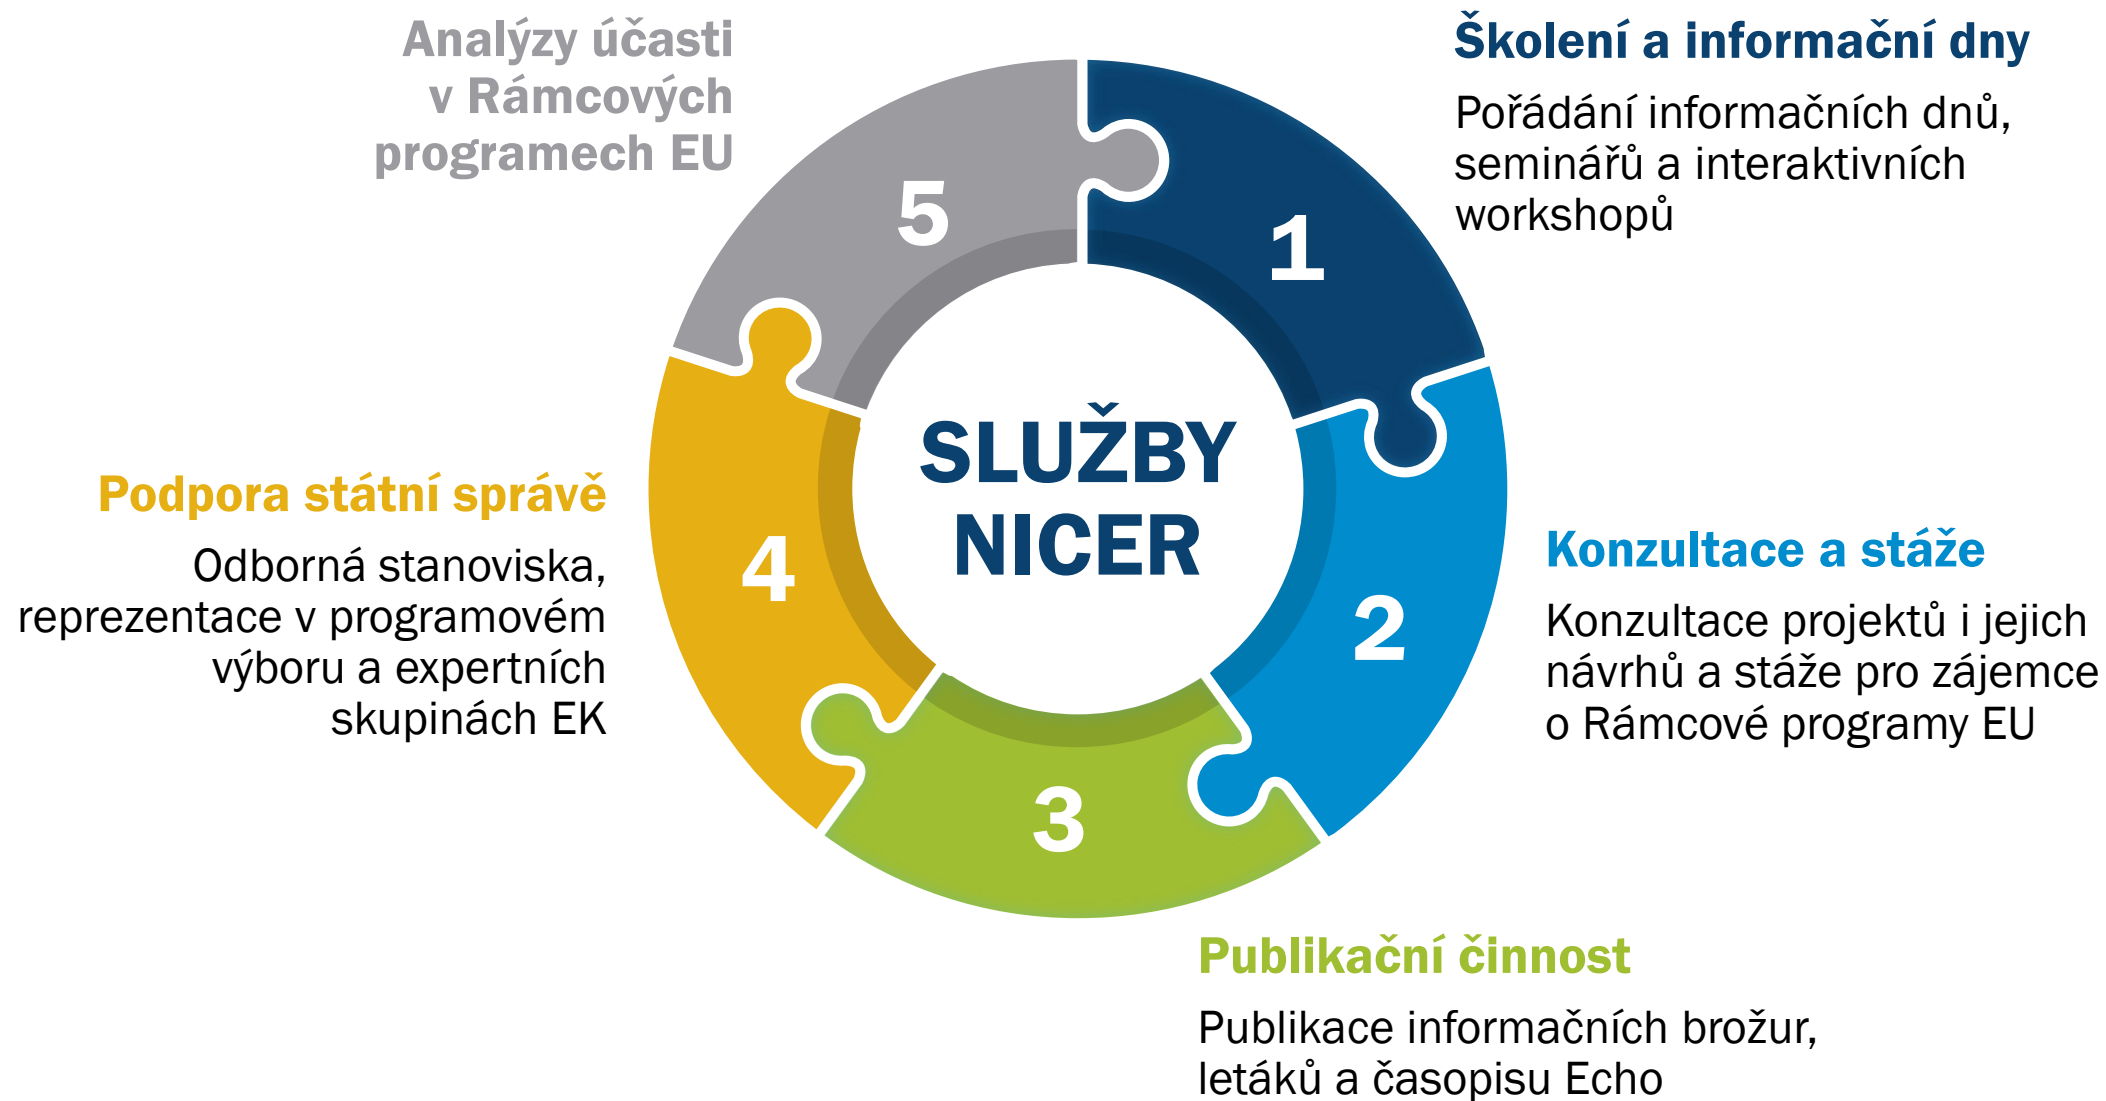 SLUŽBY
NICER
1
Školení a informační dny
Pořádání informačních dnů,
seminářů a interaktivních
workshopů
2
Konzultace a stáže
Konzultace projektů i jejich
návrhů a stáže pro zájemce
o Rámcové programy EU
3
Publikační činnost
Publikace informačních brožur,
letáků a časopisu Echo
4
Podpora státní správě
Odborná stanoviska,
reprezentace v programovém
výboru a expertních
skupinách EK
5
Analýzy účasti
v Rámcových
programech EU